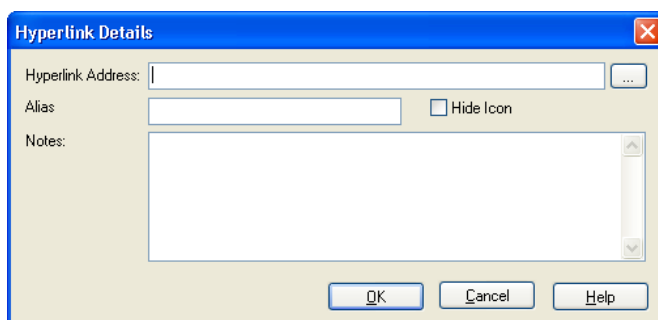 Hyperlink Details
Hyperlink Address: ...
Alias Hide Icon
Notes:
OK Cancel Help